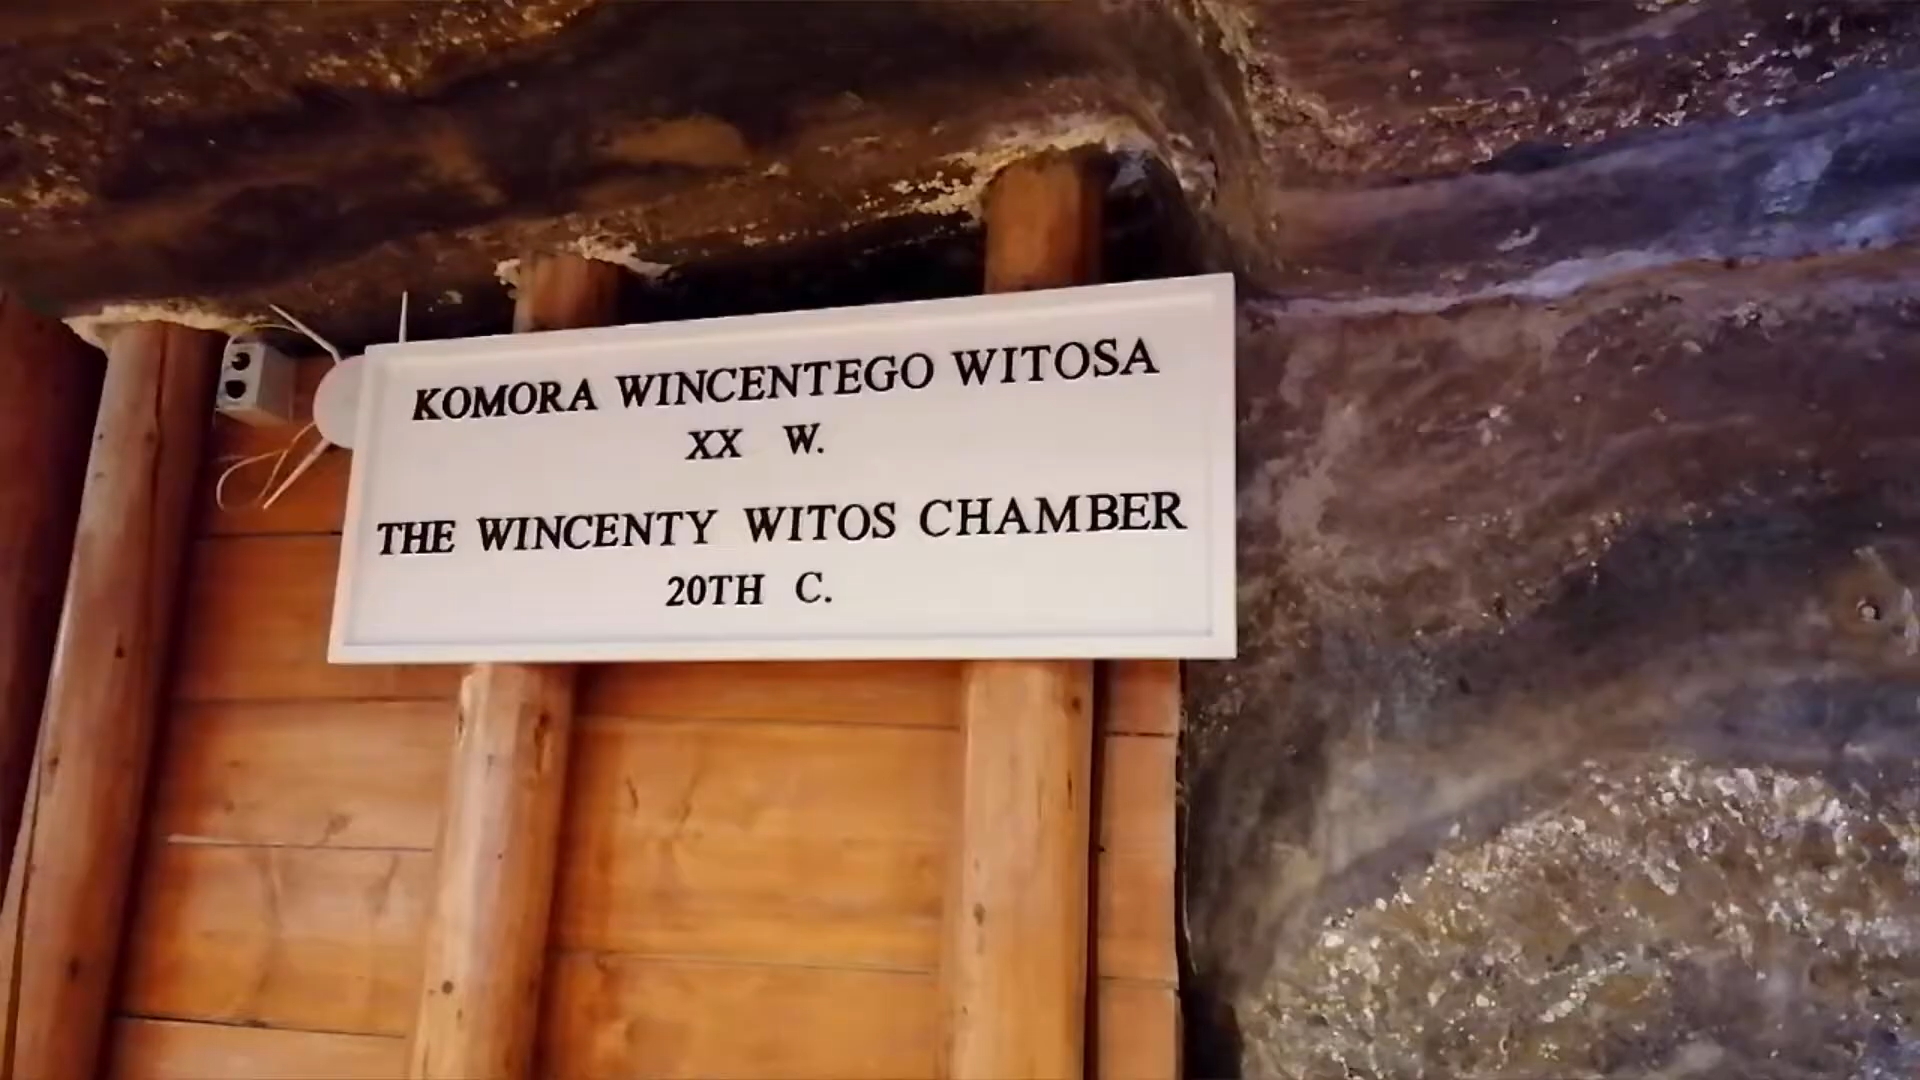 KOMORA WINCENTEGO WITOSA
XX W.
THE WINCENTY WITOS CHAMBER
20TH C.